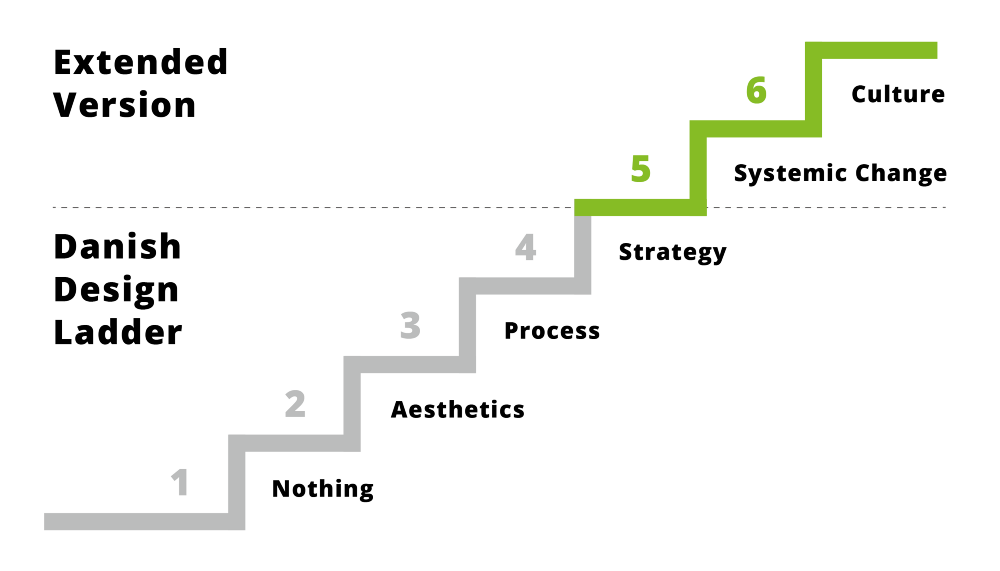 Extended
Version
6
Culture
5
Systemic Change
Danish
Design
Ladder
4
Strategy
3
Process
2
Aesthetics
1
Nothing